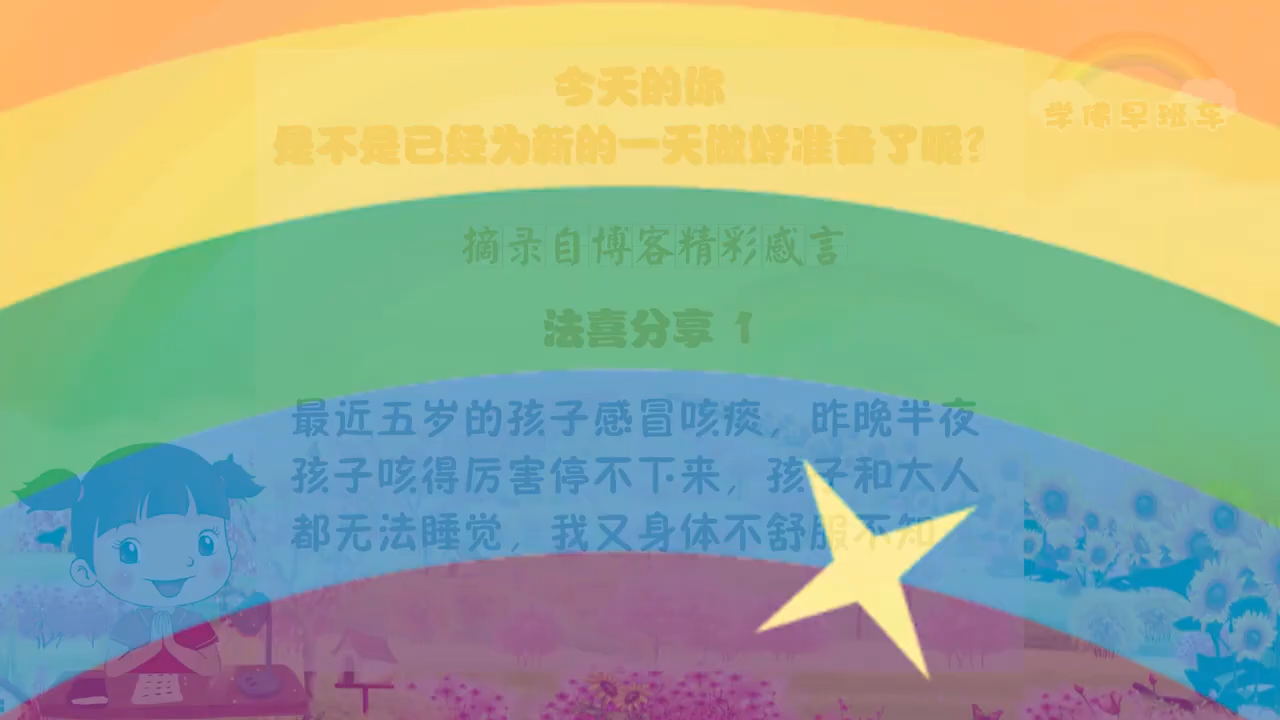 今天的你
学佛早班车
是不是已经为新的一天做好准备了呢?
摘录自博客精彩感言
法喜分享 1
最近五岁的孩子感冒咳痰，昨晚半夜
孩子咳得厉害停不下来，孩子和大人
都无法睡觉，我又身体不舒服不知